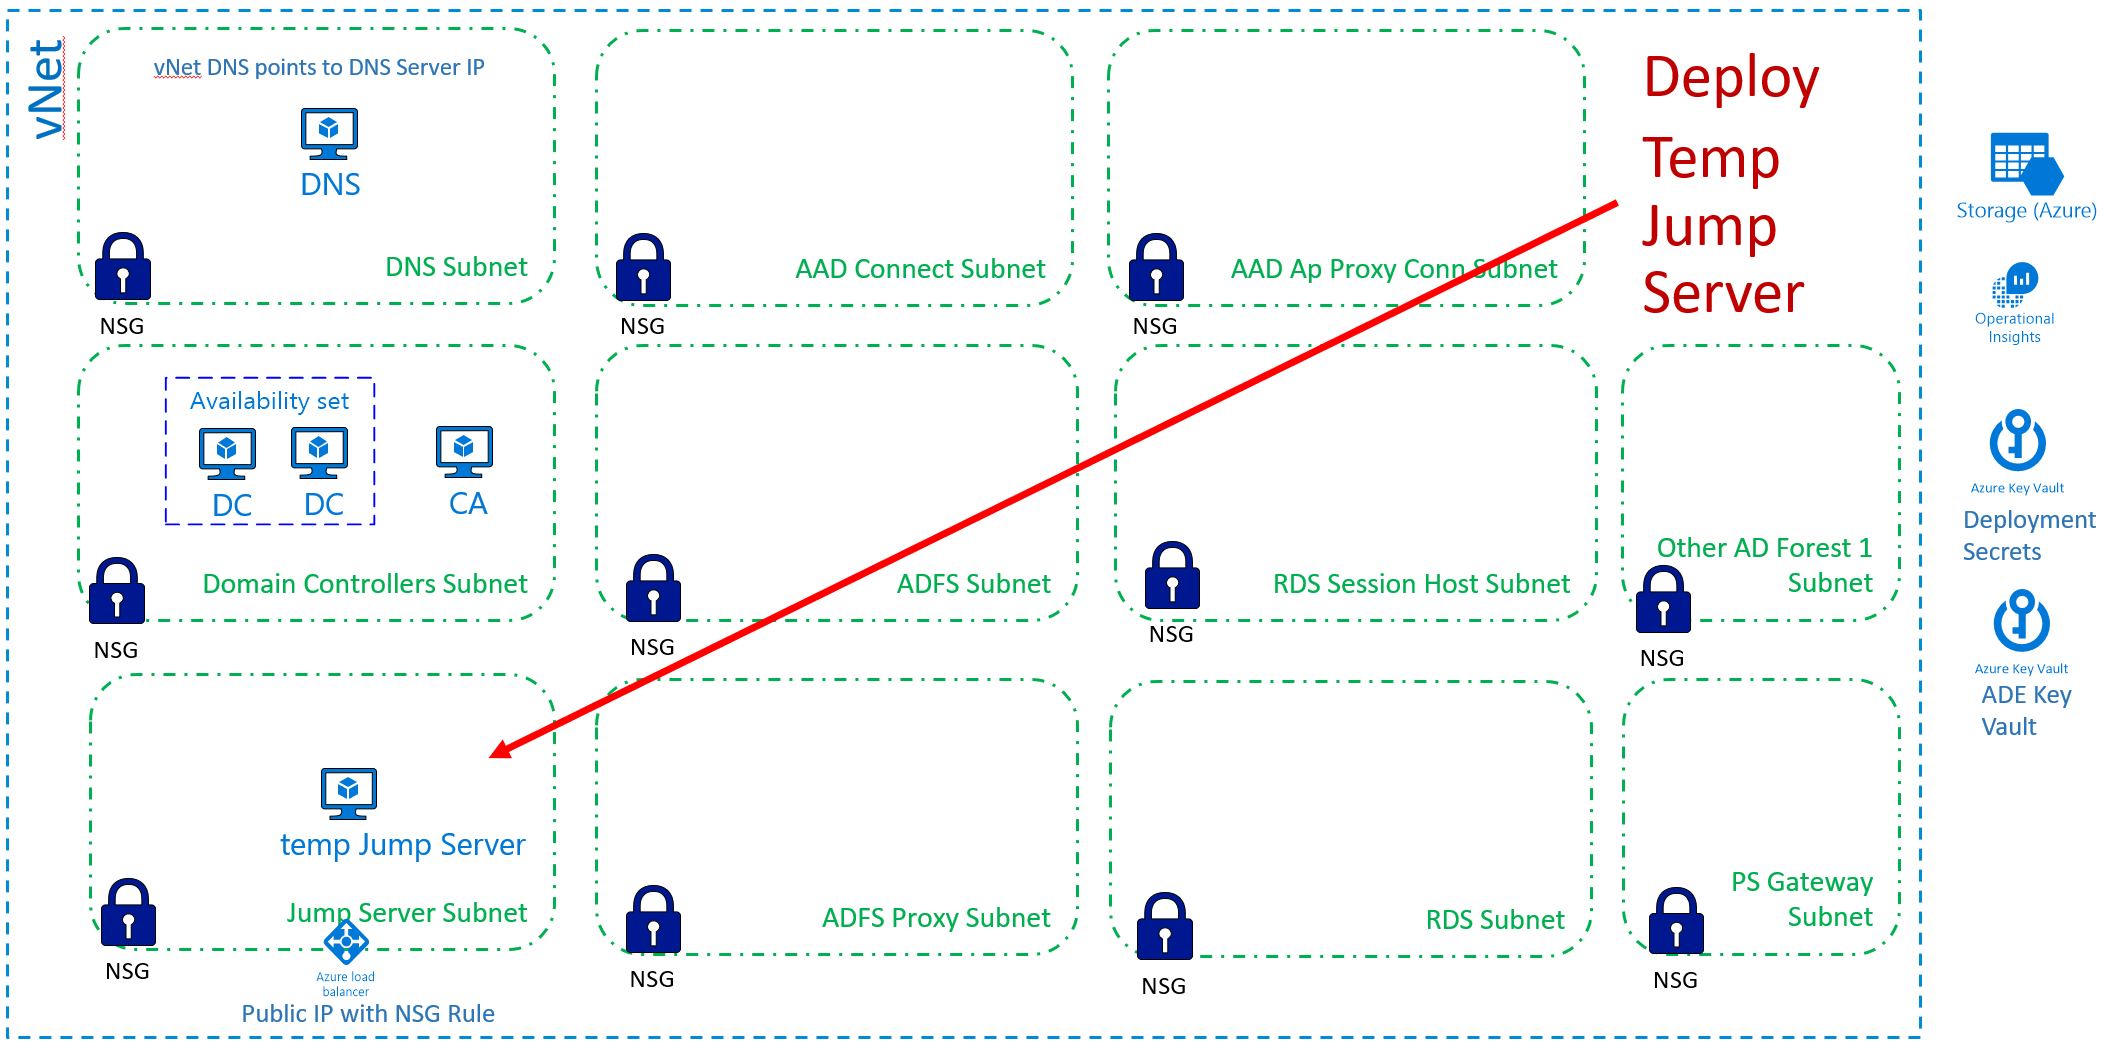 vNet
vNet DNS points to DNS Server IP
DNS
DNS Subnet
NSG
AAD Connect Subnet
NSG
AAD Ap Proxy Conn Subnet
NSG
Deploy
Temp
Jump
Server
Storage (Azure)
Operational
Insights
Availability set
DC
DC
CA
Domain Controllers Subnet
NSG
ADFS Subnet
NSG
RDS Session Host Subnet
NSG
Other AD Forest 1
Subnet
NSG
Azure Key Vault
Deployment
Secrets
Azure Key Vault
ADE Key
Vault
temp Jump Server
Jump Server Subnet
NSG
Azure load
balancer
Public IP with NSG Rule
ADFS Proxy Subnet
NSG
RDS Subnet
NSG
PS Gateway
Subnet
NSG